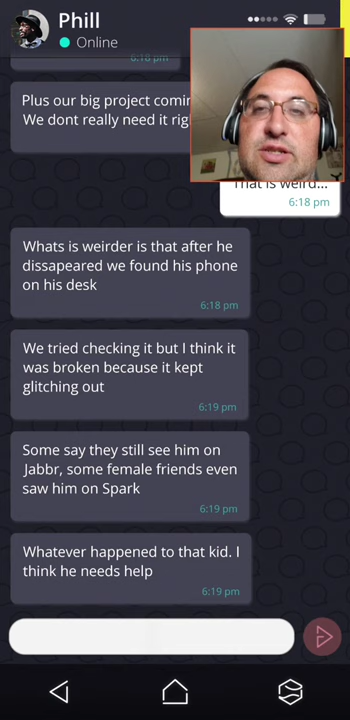 Phill
Online
6:18 pm
Plus our big project comin
We dont really need it rig
That is weird...
6:18 pm
Whats is weirder is that after he
dissapeared we found his phone
on his desk
6:18 pm
We tried checking it but I think it
was broken because it kept
glitching out
6:19 pm
Some say they still see him on
Jabbr, some female friends even
saw him on Spark
6:19 pm
Whatever happened to that kid. I
think he needs help
6:19 pm